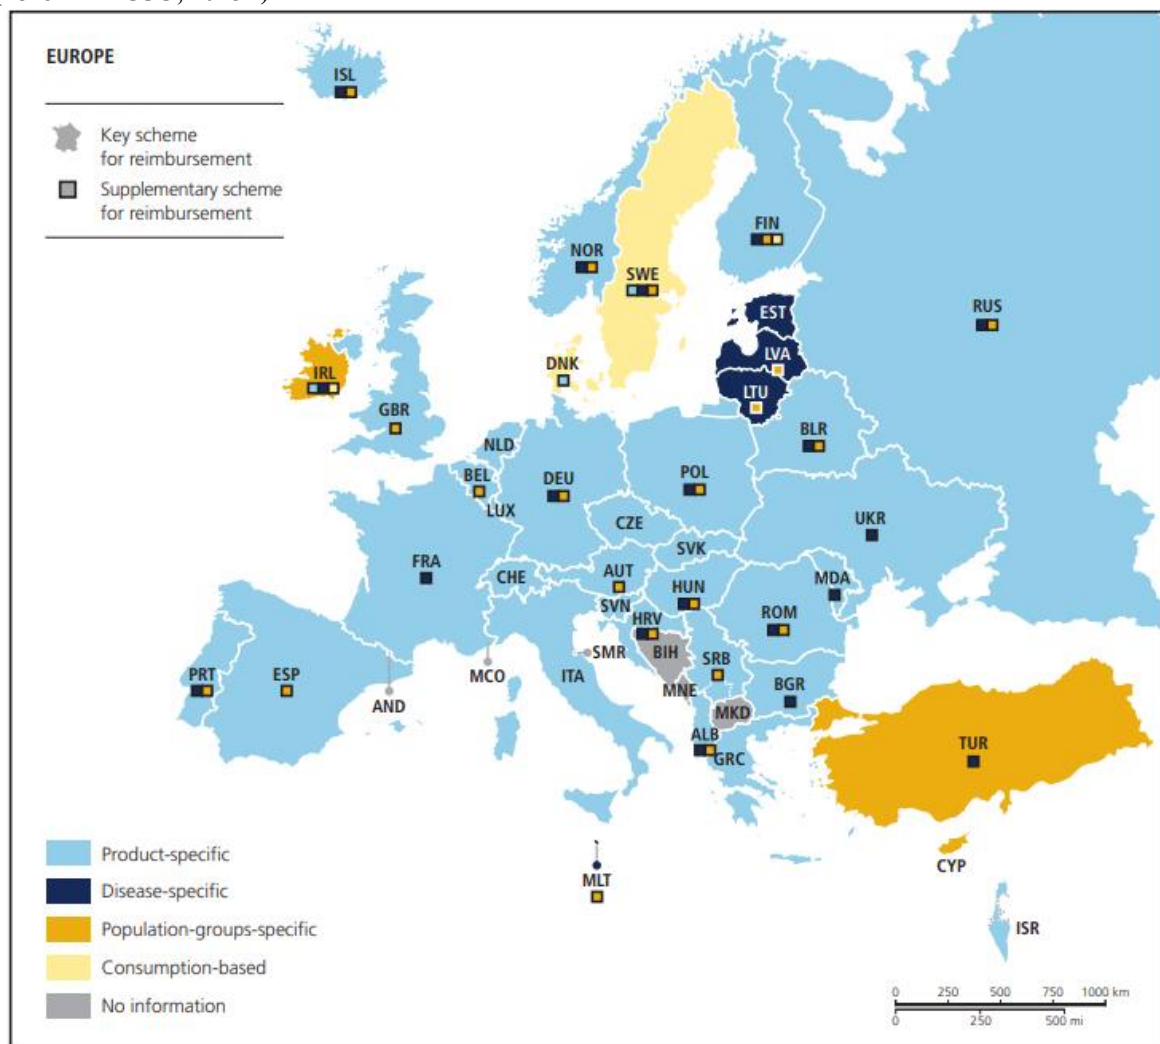 EUROPE
Key scheme
for reimbursement
Supplementary scheme
for reimbursement
ISL
FIN
NOR
SWE
RUS
EST
LVA
DNK
LTU
IRL
GBR
BLR
NLD
BEL
DEU
POL
LUX
CZE
UKR
SVK
FRA
CHE
AUT
HUN
MDA
SVN
HRV
ROM
BIH
SMR
SRB
PRT
ESP
MCO
ITA
MNE
BGR
AND
MKD
ALB
GRC
TUR
Product-specific
CYP
MLT
Disease-specific
Population-groups-specific
ISR
Consumption-based
No information
0 250 500 750 1000 km
0 250 500 mi